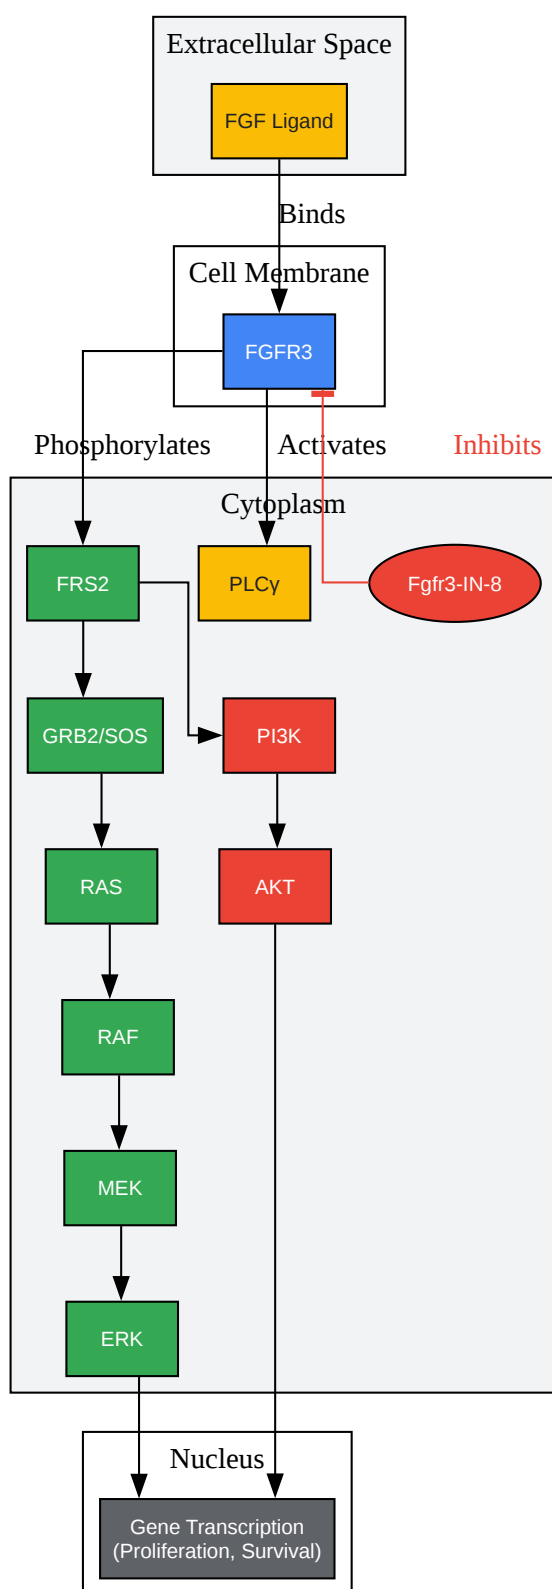 Extracellular Space
FGF Ligand
Binds
Cell Membrane
FGFR3
Phosphorylates
Activates
Inhibits
Cytoplasm
FRS2
PLCγ
Fgfr3-IN-8
GRB2/SOS
PI3K
RAS
AKT
RAF
MEK
ERK
Nucleus
Gene Transcription
(Proliferation, Survival)